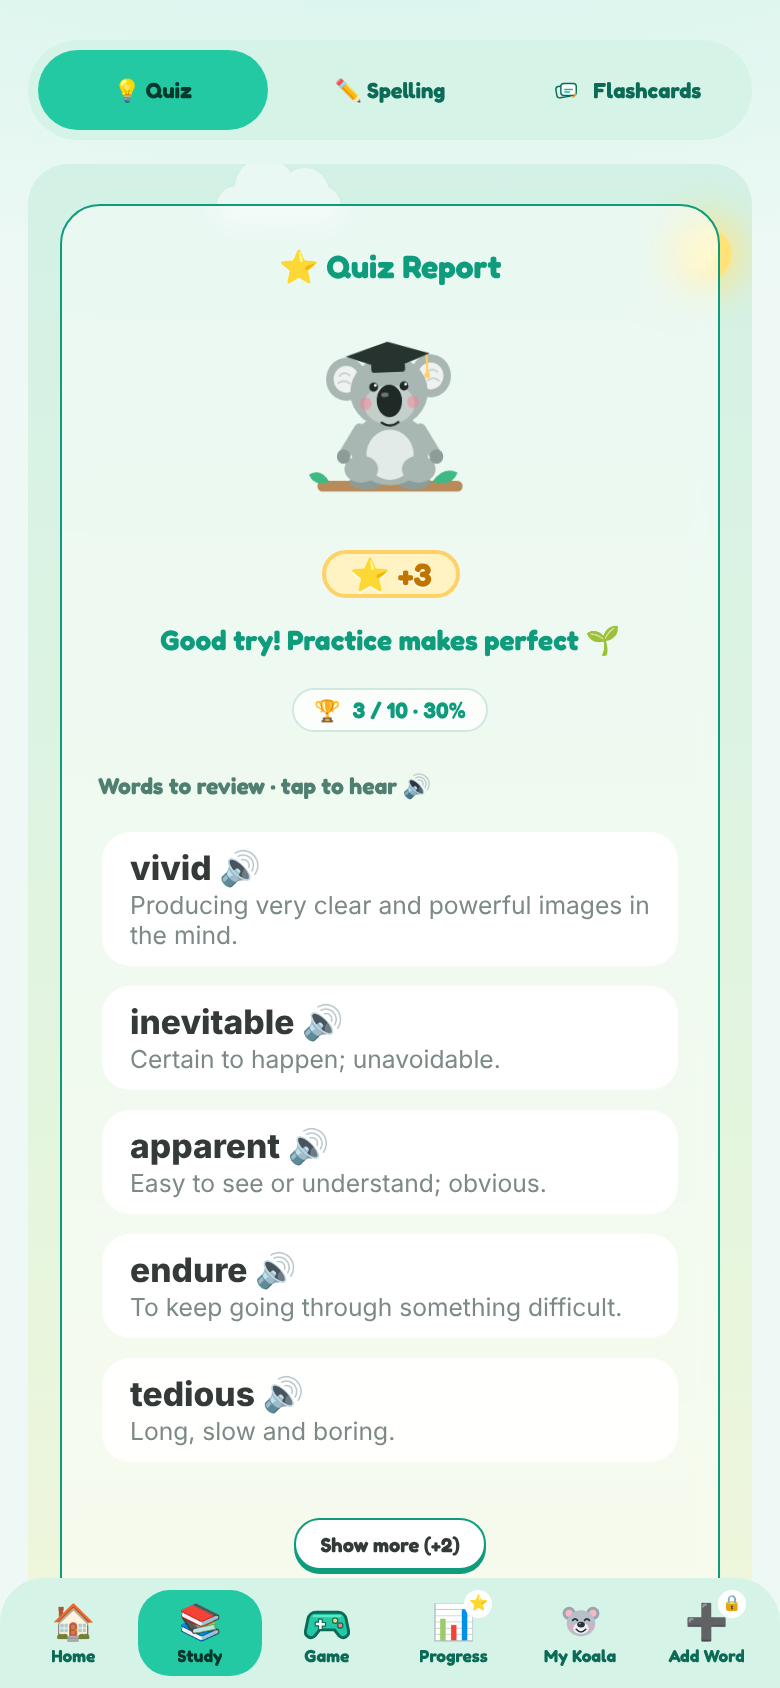 💡 Quiz
✏️ Spelling
Flashcards
⭐ Quiz Report
⭐ +3
Good try! Practice makes perfect 🌱
🏆 3 / 10 · 30%
Words to review · tap to hear 🔊
vivid 🔊
Producing very clear and powerful images in
the mind.
inevitable 🔊
Certain to happen; unavoidable.
apparent 🔊
Easy to see or understand; obvious.
endure 🔊
To keep going through something difficult.
tedious 🔊
Long, slow and boring.
Show more (+2)
Home
Study
Game
Progress
My Koala
Add Word